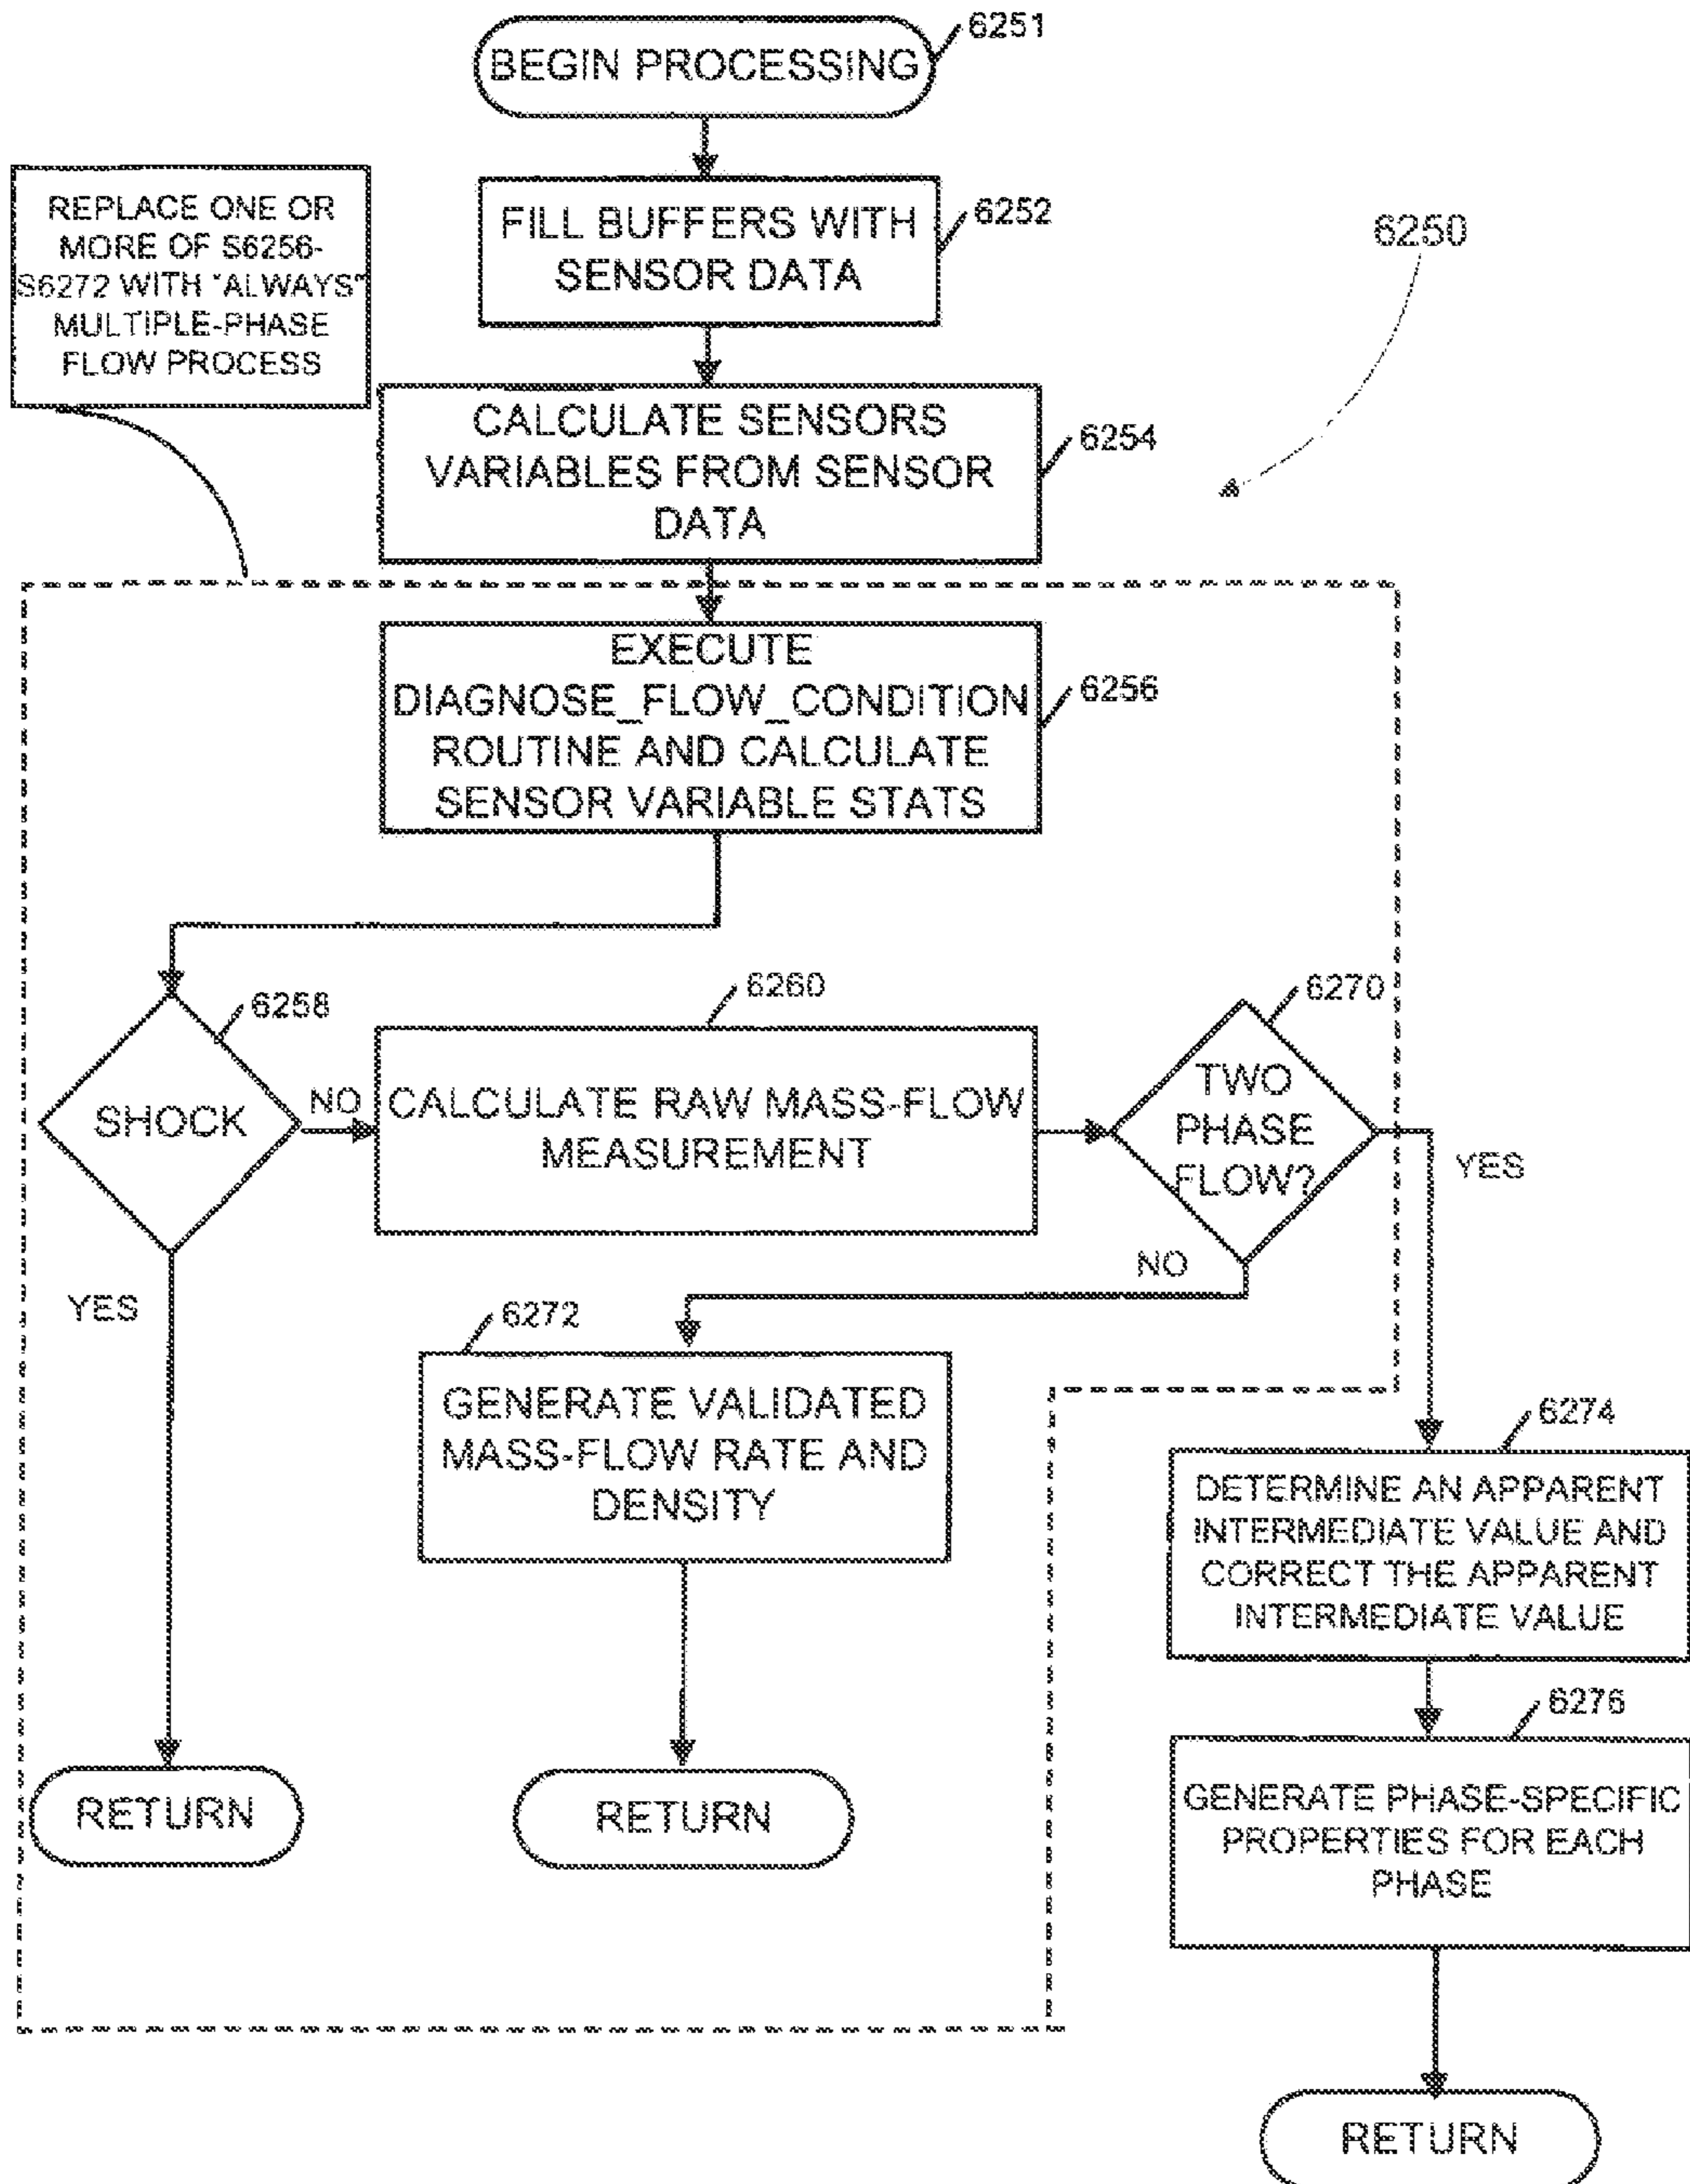 BEGIN PROCESSING
6251
REPLACE ONE OR
MORE OF S6256-
S6272 WITH "ALWAYS"
MULTIPLE-PHASE
FLOW PROCESS
FILL BUFFERS WITH
SENSOR DATA
6252
6250
CALCULATE SENSORS
VARIABLES FROM SENSOR
DATA
6254
EXECUTE
DIAGNOSE_FLOW_CONDITION
ROUTINE AND CALCULATE
SENSOR VARIABLE STATS
6256
SHOCK
6258
NO
YES
CALCULATE RAW MASS-FLOW
MEASUREMENT
6260
TWO
PHASE
FLOW?
6270
YES
NO
6272
GENERATE VALIDATED
MASS-FLOW RATE AND
DENSITY
6274
DETERMINE AN APPARENT
INTERMEDIATE VALUE AND
CORRECT THE APPARENT
INTERMEDIATE VALUE
6276
GENERATE PHASE-SPECIFIC
PROPERTIES FOR EACH
PHASE
RETURN
RETURN
RETURN